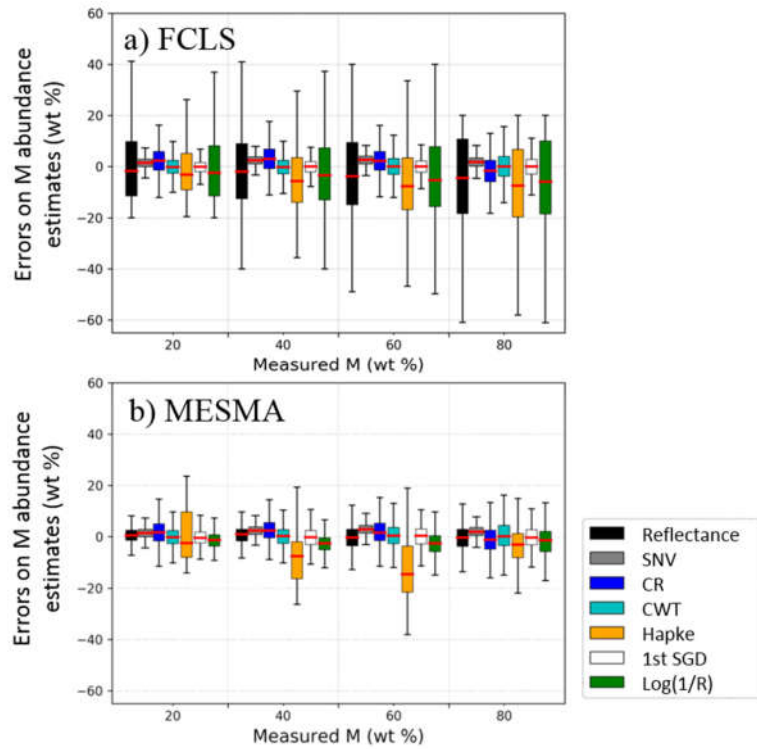 a) FCLS
Errors on M abundance
estimates (wt %)
60
40
20
0
−20
−40
−60
20
40
60
80
Measured M (wt %)
b) MESMA
Errors on M abundance
estimates (wt %)
60
40
20
0
−20
−40
−60
20
40
60
80
Measured M (wt %)
Reflectance
SNV
CR
CWT
Hapke
1st SGD
Log(1/R)